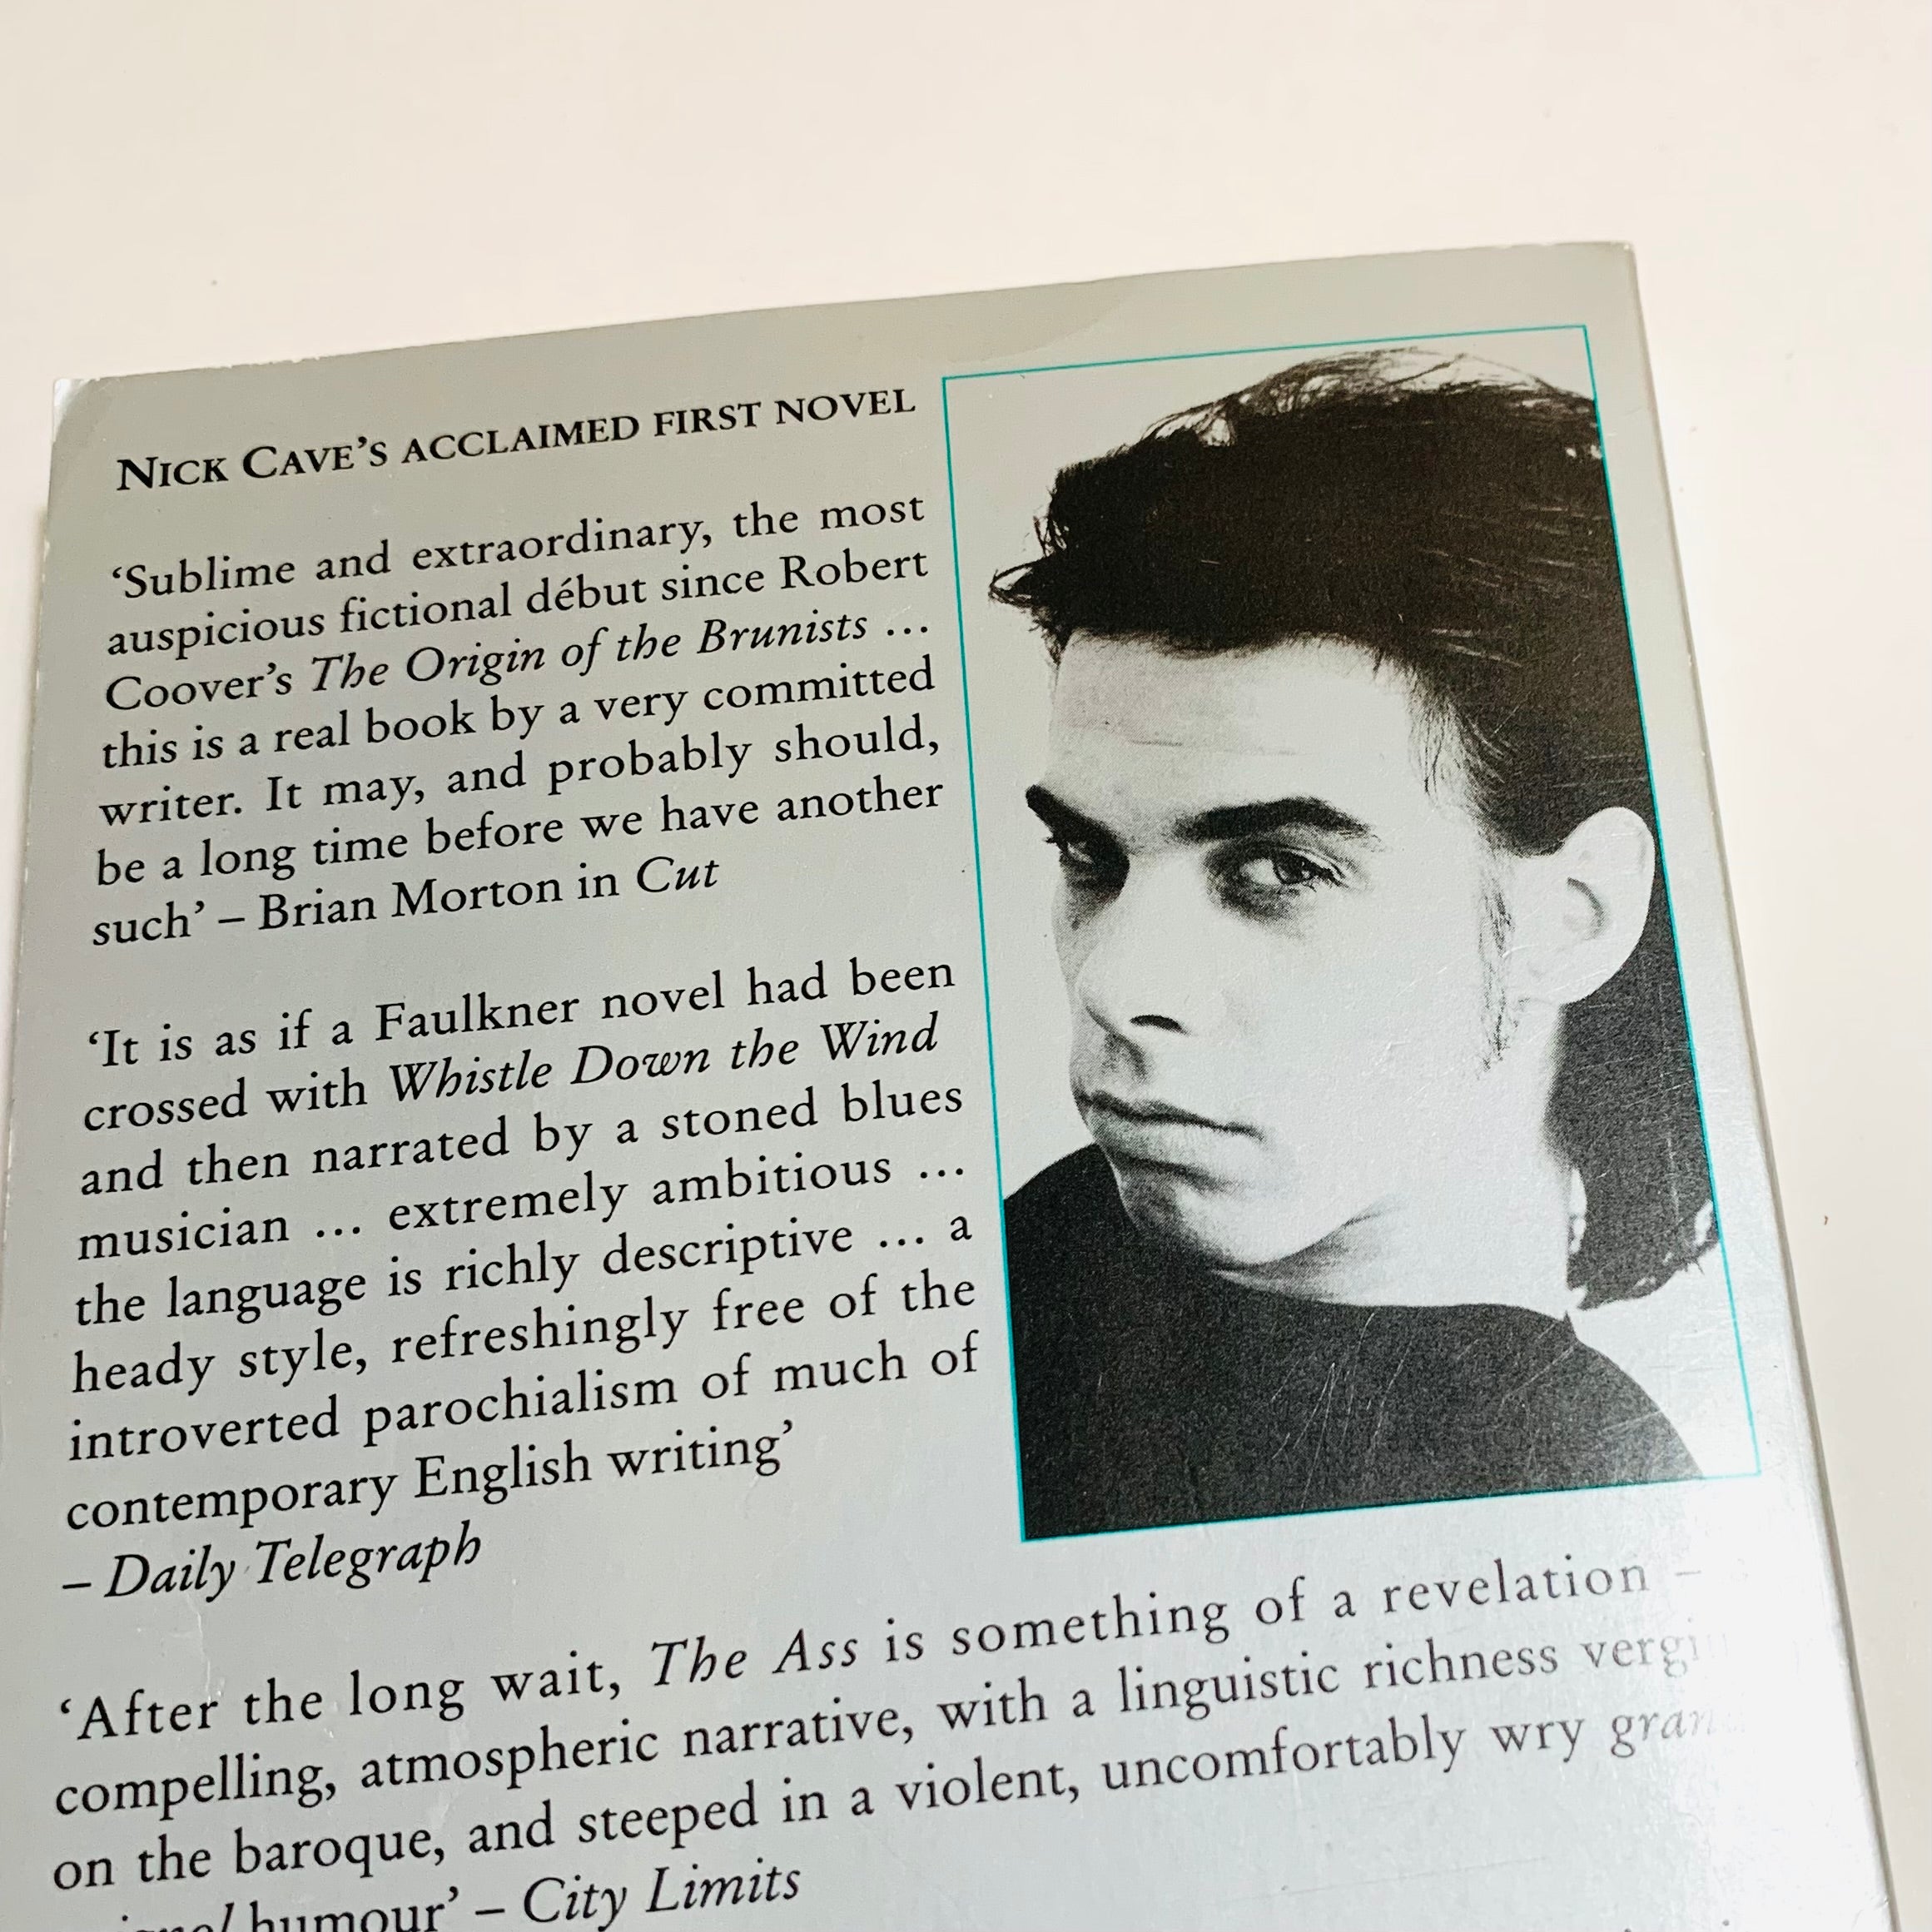 NICK CAVE'S ACCLAIMED FIRST NOVEL
‘Sublime and extraordinary, the most
auspicious fictional début since Robert
Coover’s The Origin of the Brunists ...
this is a real book by a very committed
writer. It may, and probably should,
be a long time before we have another
such’ – Brian Morton in Cut
‘It is as if a Faulkner novel had been
crossed with Whistle Down the Wind
and then narrated by a stoned blues
musician ... extremely ambitious ...
the language is richly descriptive ... a
heady style, refreshingly free of the
introverted parochialism of much of
contemporary English writing’
– Daily Telegraph
‘After the long wait, The Ass is something of a revelation –
compelling, atmospheric narrative, with a linguistic richness
on the baroque, and steeped in a violent, uncomfortably wry
humour’ – City Limits